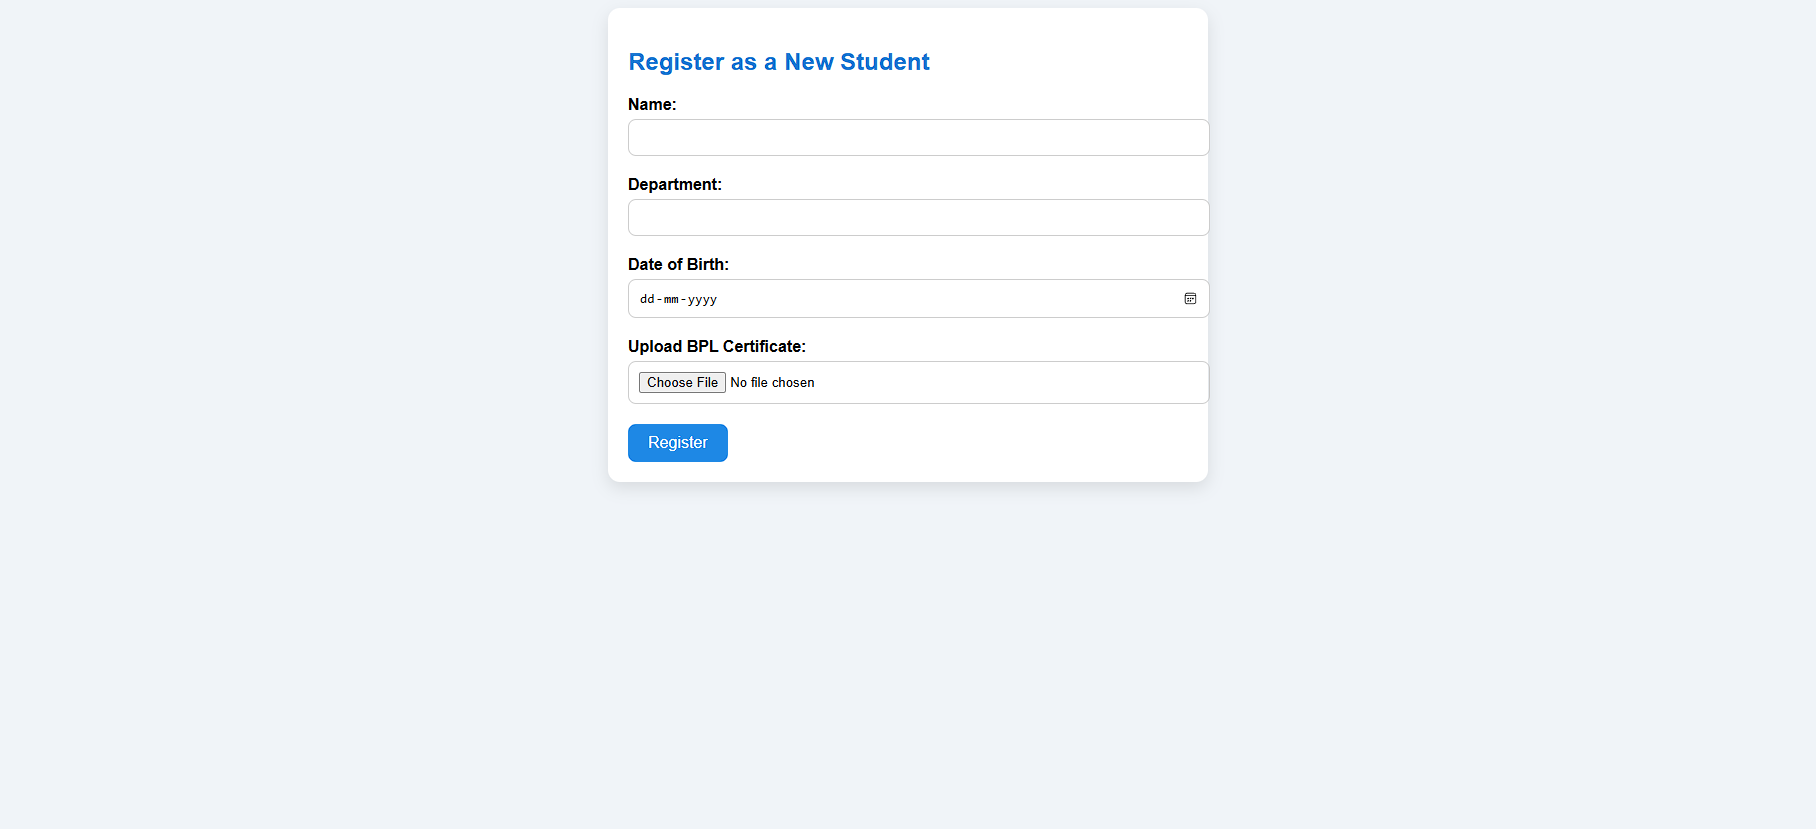 Register as a New Student
Name:
Department:
Date of Birth:
dd-mm-yyyy
Upload BPL Certificate:
Choose File No file chosen
Register